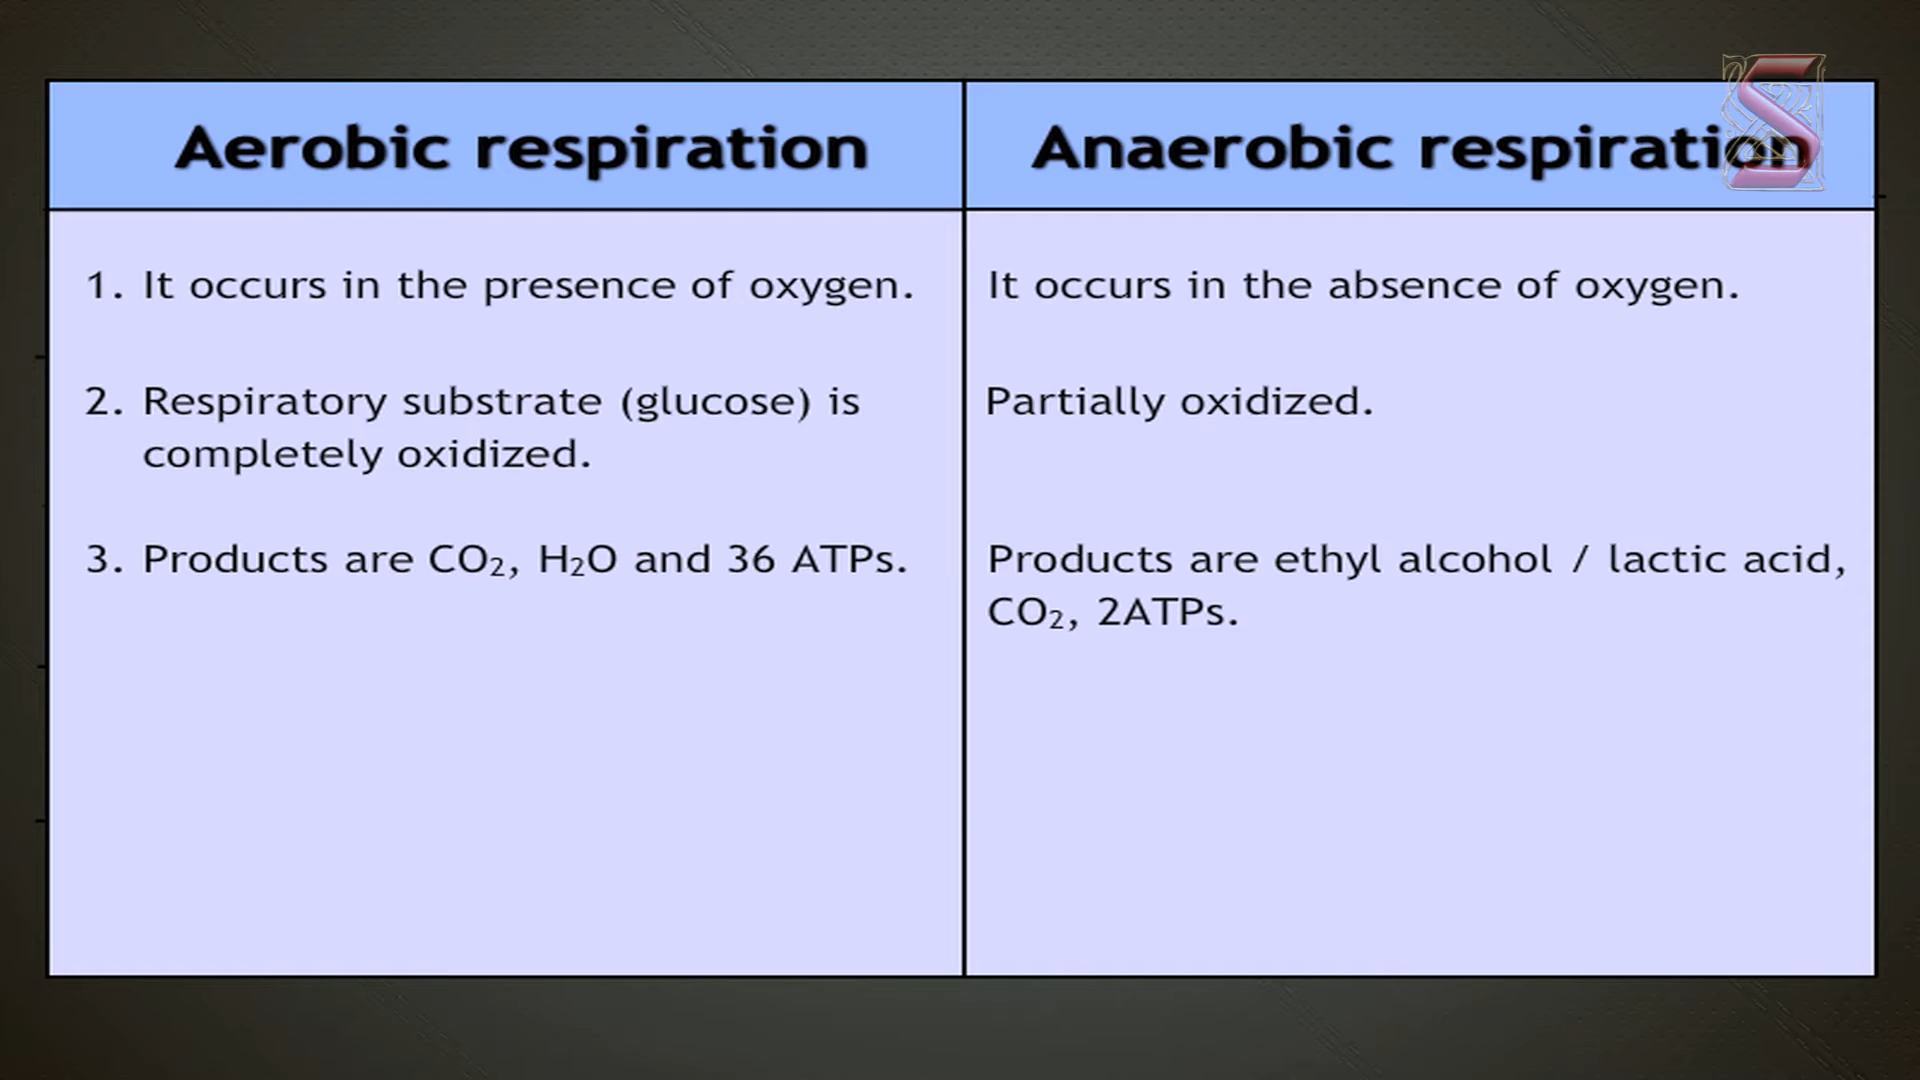 Aerobic respiration
Anaerobic respiration
1. It occurs in the presence of oxygen.
It occurs in the absence of oxygen.
2. Respiratory substrate (glucose) is
completely oxidized.
Partially oxidized.
3. Products are CO₂, H₂O and 36 ATPs.
Products are ethyl alcohol / lactic acid,
CO₂, 2ATPs.
S